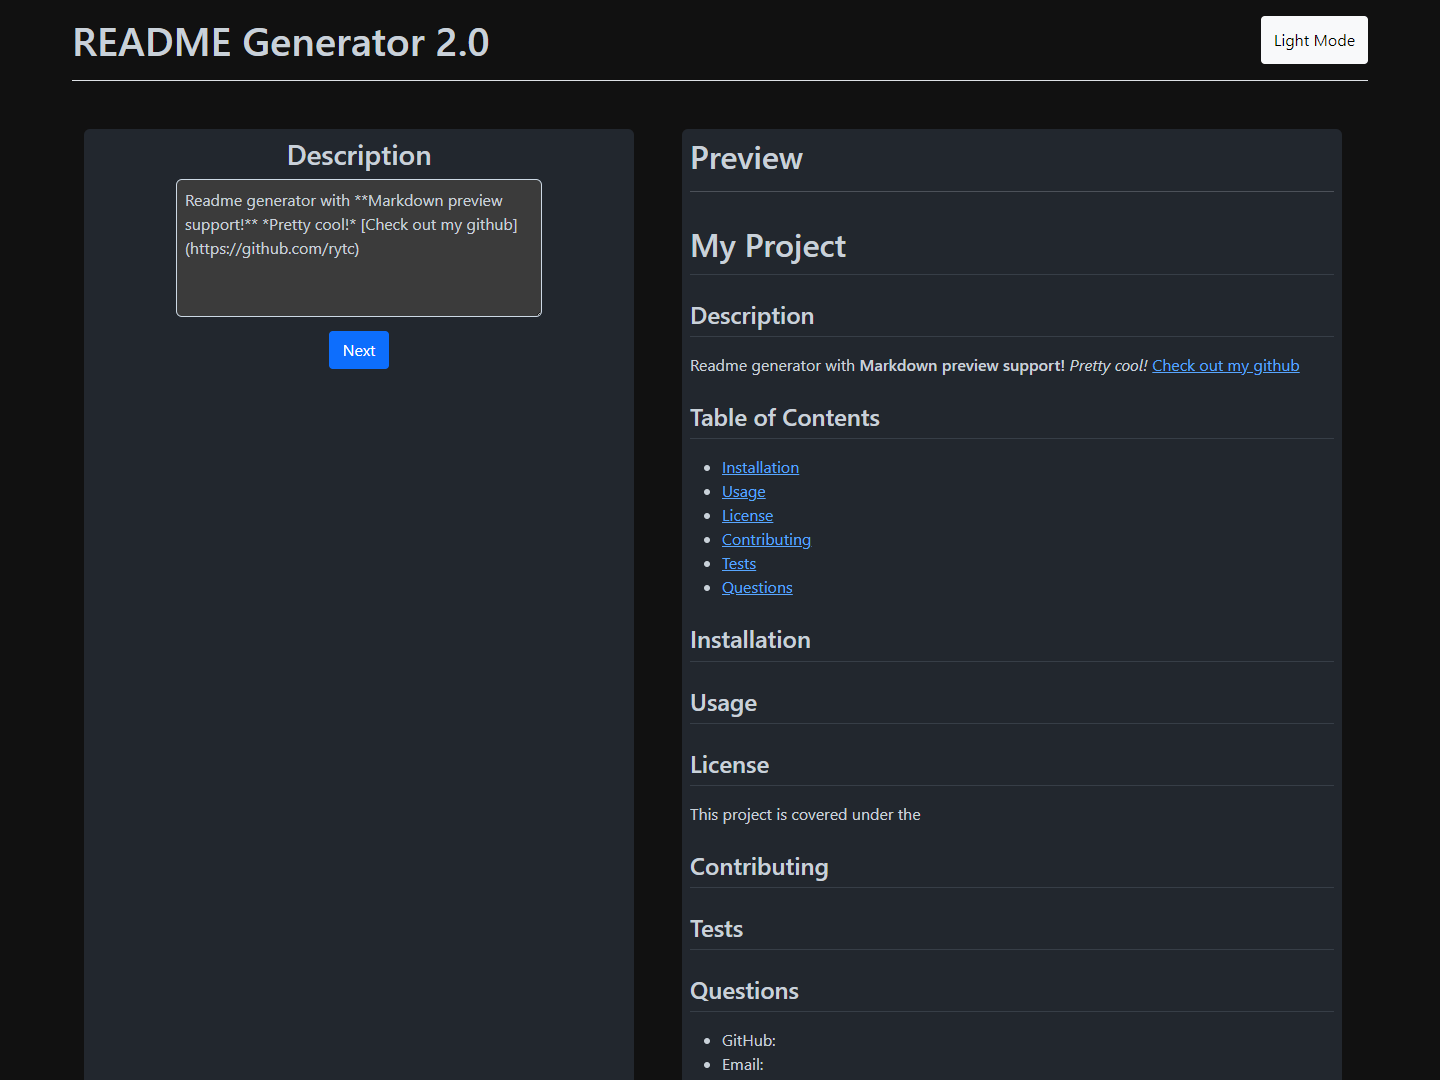 README Generator 2.0
Light Mode
Description
Readme generator with **Markdown preview
support!** *Pretty cool!* [Check out my github]
(https://github.com/rytc)
Next
Preview
My Project
Description
Readme generator with Markdown preview support! Pretty cool! Check out my github
Table of Contents
Installation
Usage
License
Contributing
Tests
Questions
Installation
Usage
License
This project is covered under the
Contributing
Tests
Questions
GitHub:
Email: